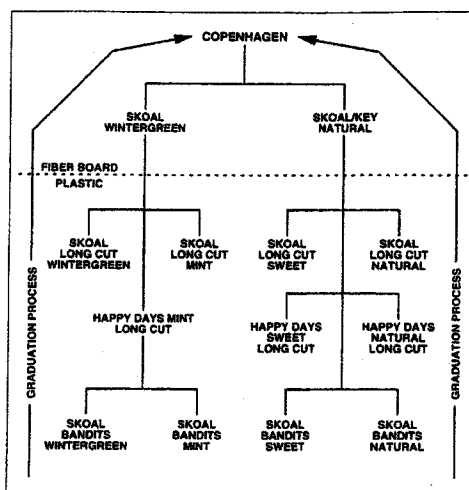 COPENHAGEN
SKOAL
WINTERGREEN
SKOAL/KEY
NATURAL
FIBER BOARD
PLASTIC
SKOAL
LONG CUT
WINTERGREEN
SKOAL
LONG CUT
MINT
SKOAL
LONG CUT
SWEET
SKOAL
LONG CUT
NATURAL
HAPPY DAYS MINT
LONG CUT
HAPPY DAYS
SWEET
LONG CUT
HAPPY DAYS
NATURAL
LONG CUT
SKOAL
BANDITS
WINTERGREEN
SKOAL
BANDITS
MINT
SKOAL
BANDITS
SWEET
SKOAL
BANDITS
NATURAL
GRADUATION PROCESS
GRADUATION PROCESS